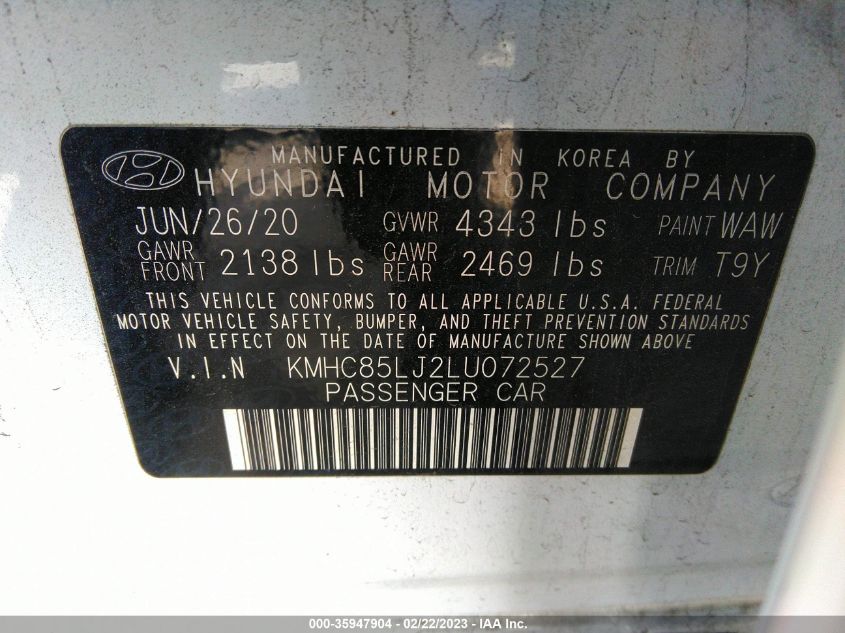 MANUFACTURED IN KOREA BY
HYUNDAI MOTOR COMPANY
JUN/26/20 GVWR 4343 lbs PAINT WAW
GAWR FRONT 2138 lbs GAWR REAR 2469 lbs TRIM T9Y
THIS VEHICLE CONFORMS TO ALL APPLICABLE U.S.A. FEDERAL
MOTOR VEHICLE SAFETY, BUMPER, AND THEFT PREVENTION STANDARDS
IN EFFECT ON THE DATE OF MANUFACTURE SHOWN ABOVE
V.I.N KMHC85LJ2LU072527
PASSENGER CAR
000-35947904 - 02/22/2023 - © IAA Inc.